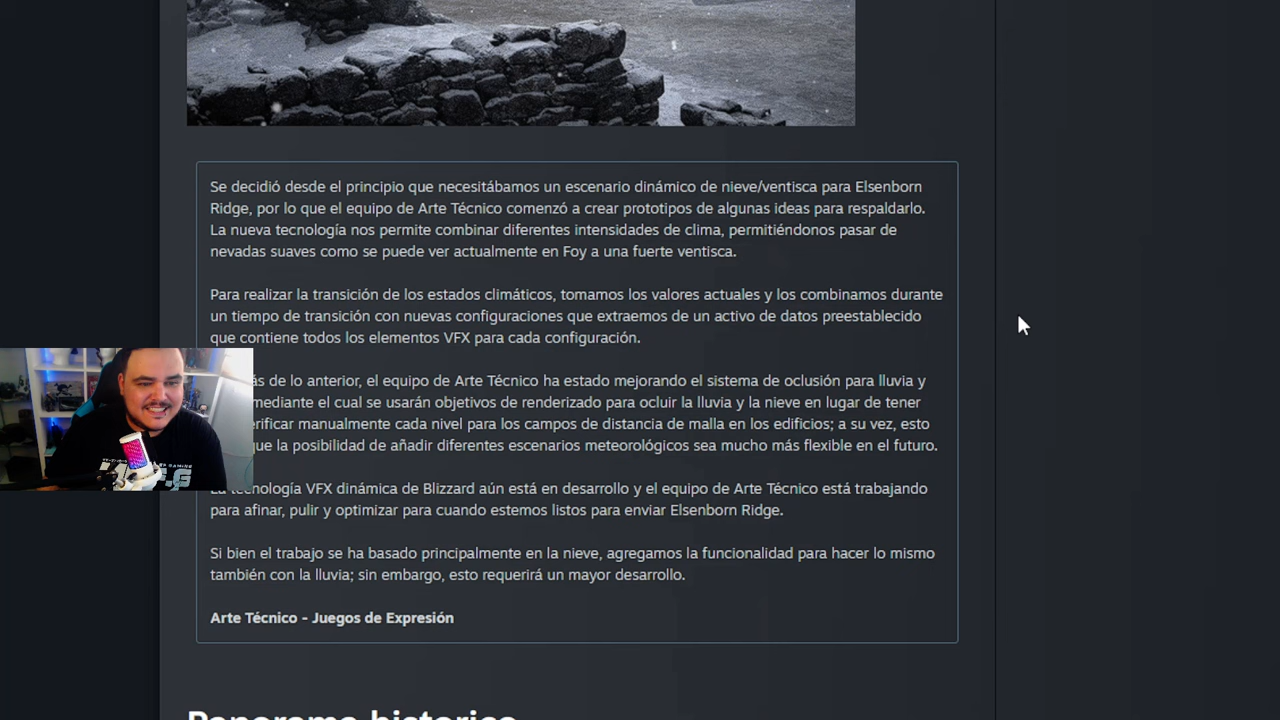 Se decidió desde el principio que necesitábamos un escenario dinámico de nieve/ventisca para Elsenborn
Ridge, por lo que el equipo de Arte Técnico comenzó a crear prototipos de algunas ideas para respaldarlo.
La nueva tecnología nos permite combinar diferentes intensidades de clima, permitiéndonos pasar de
nevadas suaves como se puede ver actualmente en Foy a una fuerte ventisca.
Para realizar la transición de los estados climáticos, tomamos los valores actuales y los combinamos durante
un tiempo de transición con nuevas configuraciones que extraemos de un activo de datos preestablecido
que contiene todos los elementos VFX para cada configuración.
de lo anterior, el equipo de Arte Técnico ha estado mejorando el sistema de oclusión para lluvia y
mediante el cual se usarán objetivos de renderizado para ocluir la lluvia y la nieve en lugar de tener
manualmente cada nivel para los campos de distancia de malla en los edificios; a su vez, esto
que la posibilidad de añadir diferentes escenarios meteorológicos sea mucho más flexible en el futuro.
La tecnología VFX dinámica de Blizzard aún está en desarrollo y el equipo de Arte Técnico está trabajando
para afinar, pulir y optimizar para cuando estemos listos para enviar Elsenborn Ridge.
Si bien el trabajo se ha basado principalmente en la nieve, agregamos la funcionalidad para hacer lo mismo
también con la lluvia; sin embargo, esto requerirá un mayor desarrollo.
Arte Técnico - Juegos de Expresión